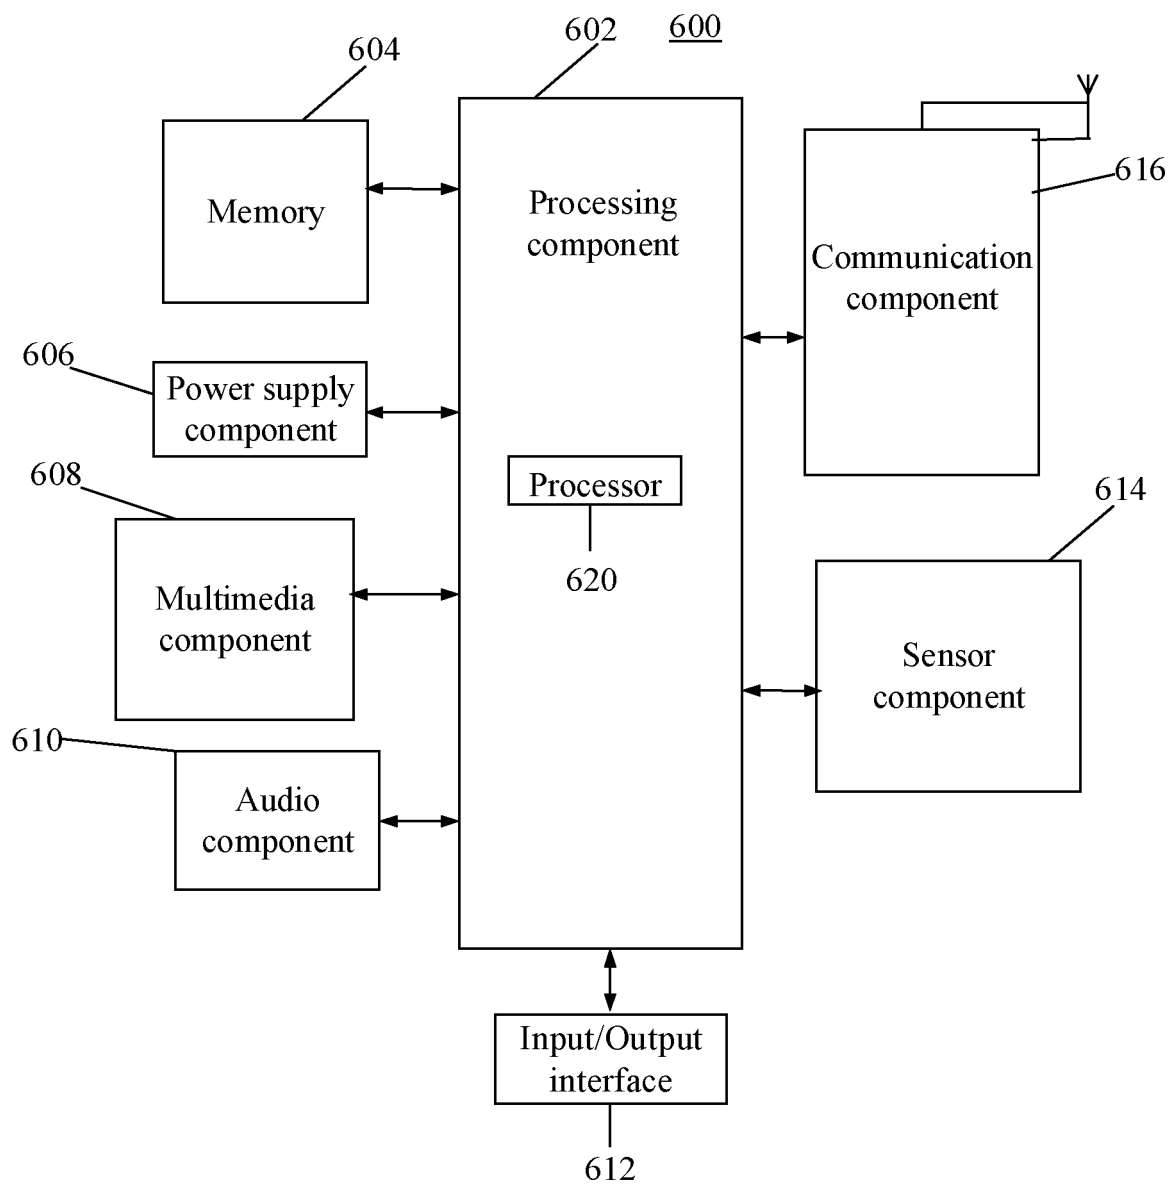 602
600
604
Memory
Processing
component
616
Communication
component
606
Power supply
component
608
Processor
620
614
Multimedia
component
Sensor
component
610
Audio
component
Input/Output
interface
612